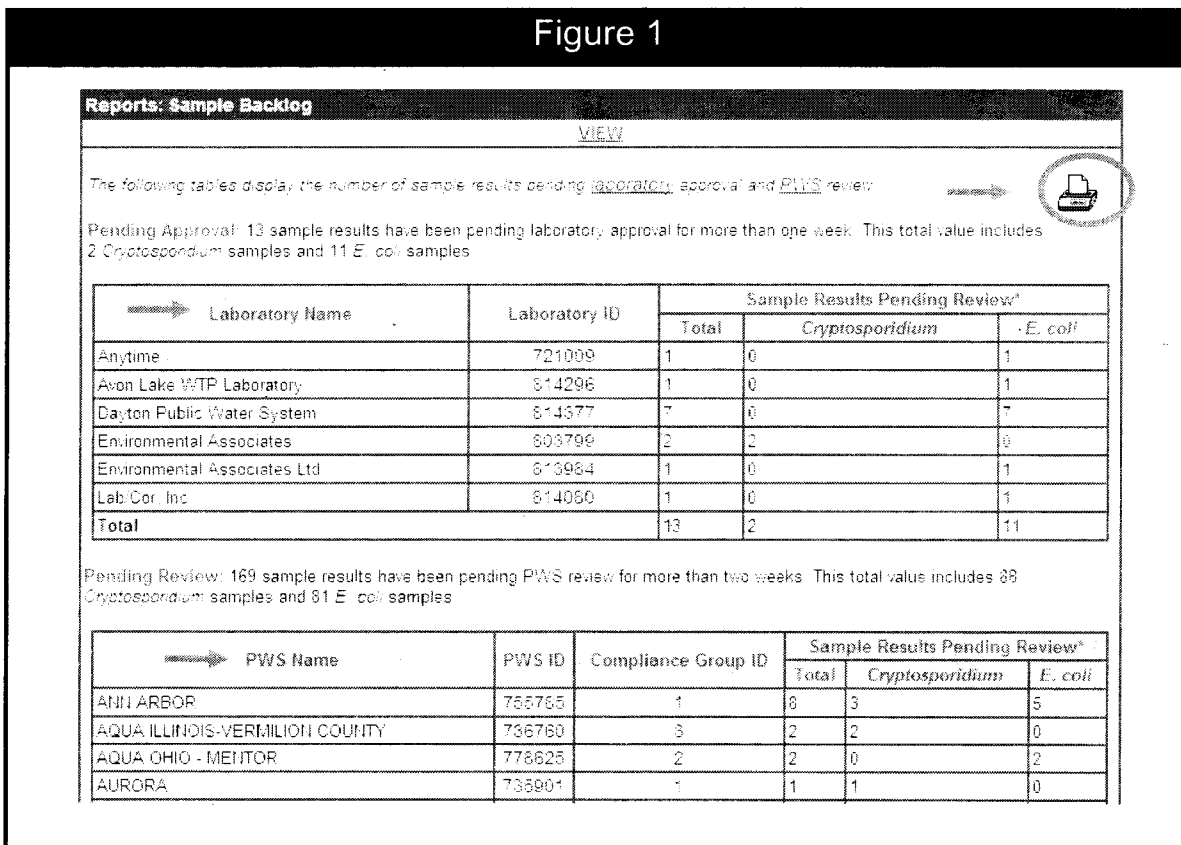 Figure 1
Reports: Sample Backlog
VIEW
The following tables display the number of sample results pending laboratory approval and PWS review
Pending Approval: 13 sample results have been pending laboratory approval for more than one week. This total value includes
2 Cryptosporidium samples and 11 E. coli samples
Laboratory Name Laboratory ID Sample Results Pending Review*
Total Cryptosporidium E. coli
Anytime 721009 1 0 1
Avon Lake WTP Laboratory 814296 1 0 1
Dayton Public Water System 814377 7 0 7
Environmental Associates 803799 2 2 0
Environmental Associates Ltd 813984 1 0 1
Lab/Cor, Inc 814080 1 0 1
Total 13 2 11
Pending Review: 169 sample results have been pending PWS review for more than two weeks. This total value includes 88
Cryptosporidium samples and 81 E. coli samples
PWS Name PWS ID Compliance Group ID Sample Results Pending Review*
Total Cryptosporidium E. coli
ANN ARBOR 755785 1 8 3 5
AQUA ILLINOIS-VERMILION COUNTY 736760 3 2 2 0
AQUA OHIO - MENTOR 778625 2 2 0 2
AURORA 735901 1 1 1 0